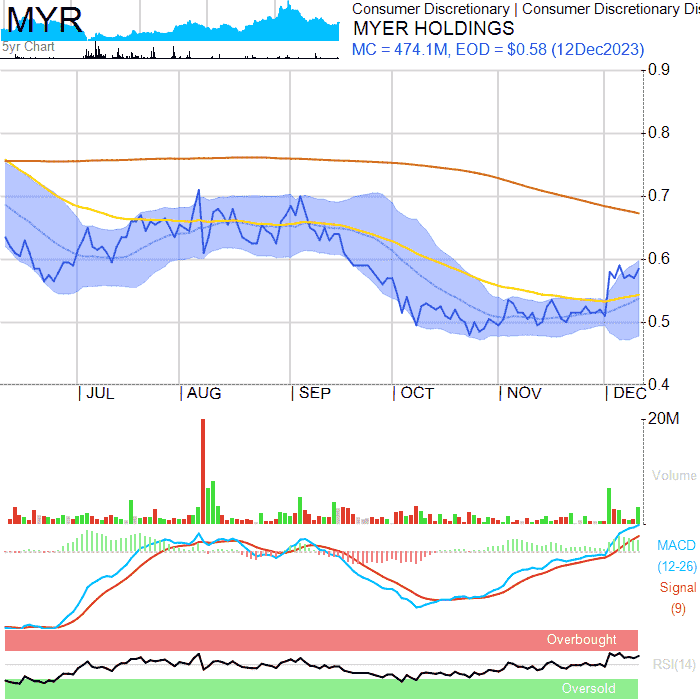 MYR
Consumer Discretionary | Consumer Discretionary Dis
MYER HOLDINGS
5yr Chart
MC = 474.1M, EOD = $0.58 (12Dec2023)
0.9
0.8
0.7
0.6
0.5
0.4
JUL AUG SEP OCT NOV DEC
20M
Volume
MACD
(12-26)
Signal
(9)
Overbought
RSI(14)
Oversold